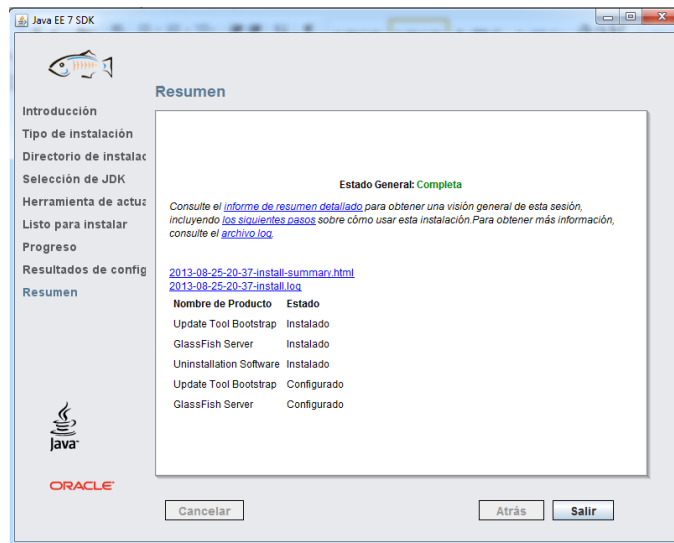 Java EE 7 SDK
Resumen
Introducción
Tipo de instalación
Directorio de instalac
Selección de JDK
Herramienta de actua
Listo para instalar
Progreso
Resultados de config
Resumen
Estado General: Completa
Consulte el informe de resumen detallado para obtener una visión general de esta sesión,
incluyendo los siguientes pasos sobre cómo usar esta instalación.Para obtener más información,
consulte el archivo log.
2013-08-25-20-37-install-summary.html
2013-08-25-20-37-install.log
Nombre de Producto Estado
Update Tool Bootstrap Instalado
GlassFish Server Instalado
Uninstallation Software Instalado
Update Tool Bootstrap Configurado
GlassFish Server Configurado
Java
ORACLE
Cancelar
Atrás
Salir